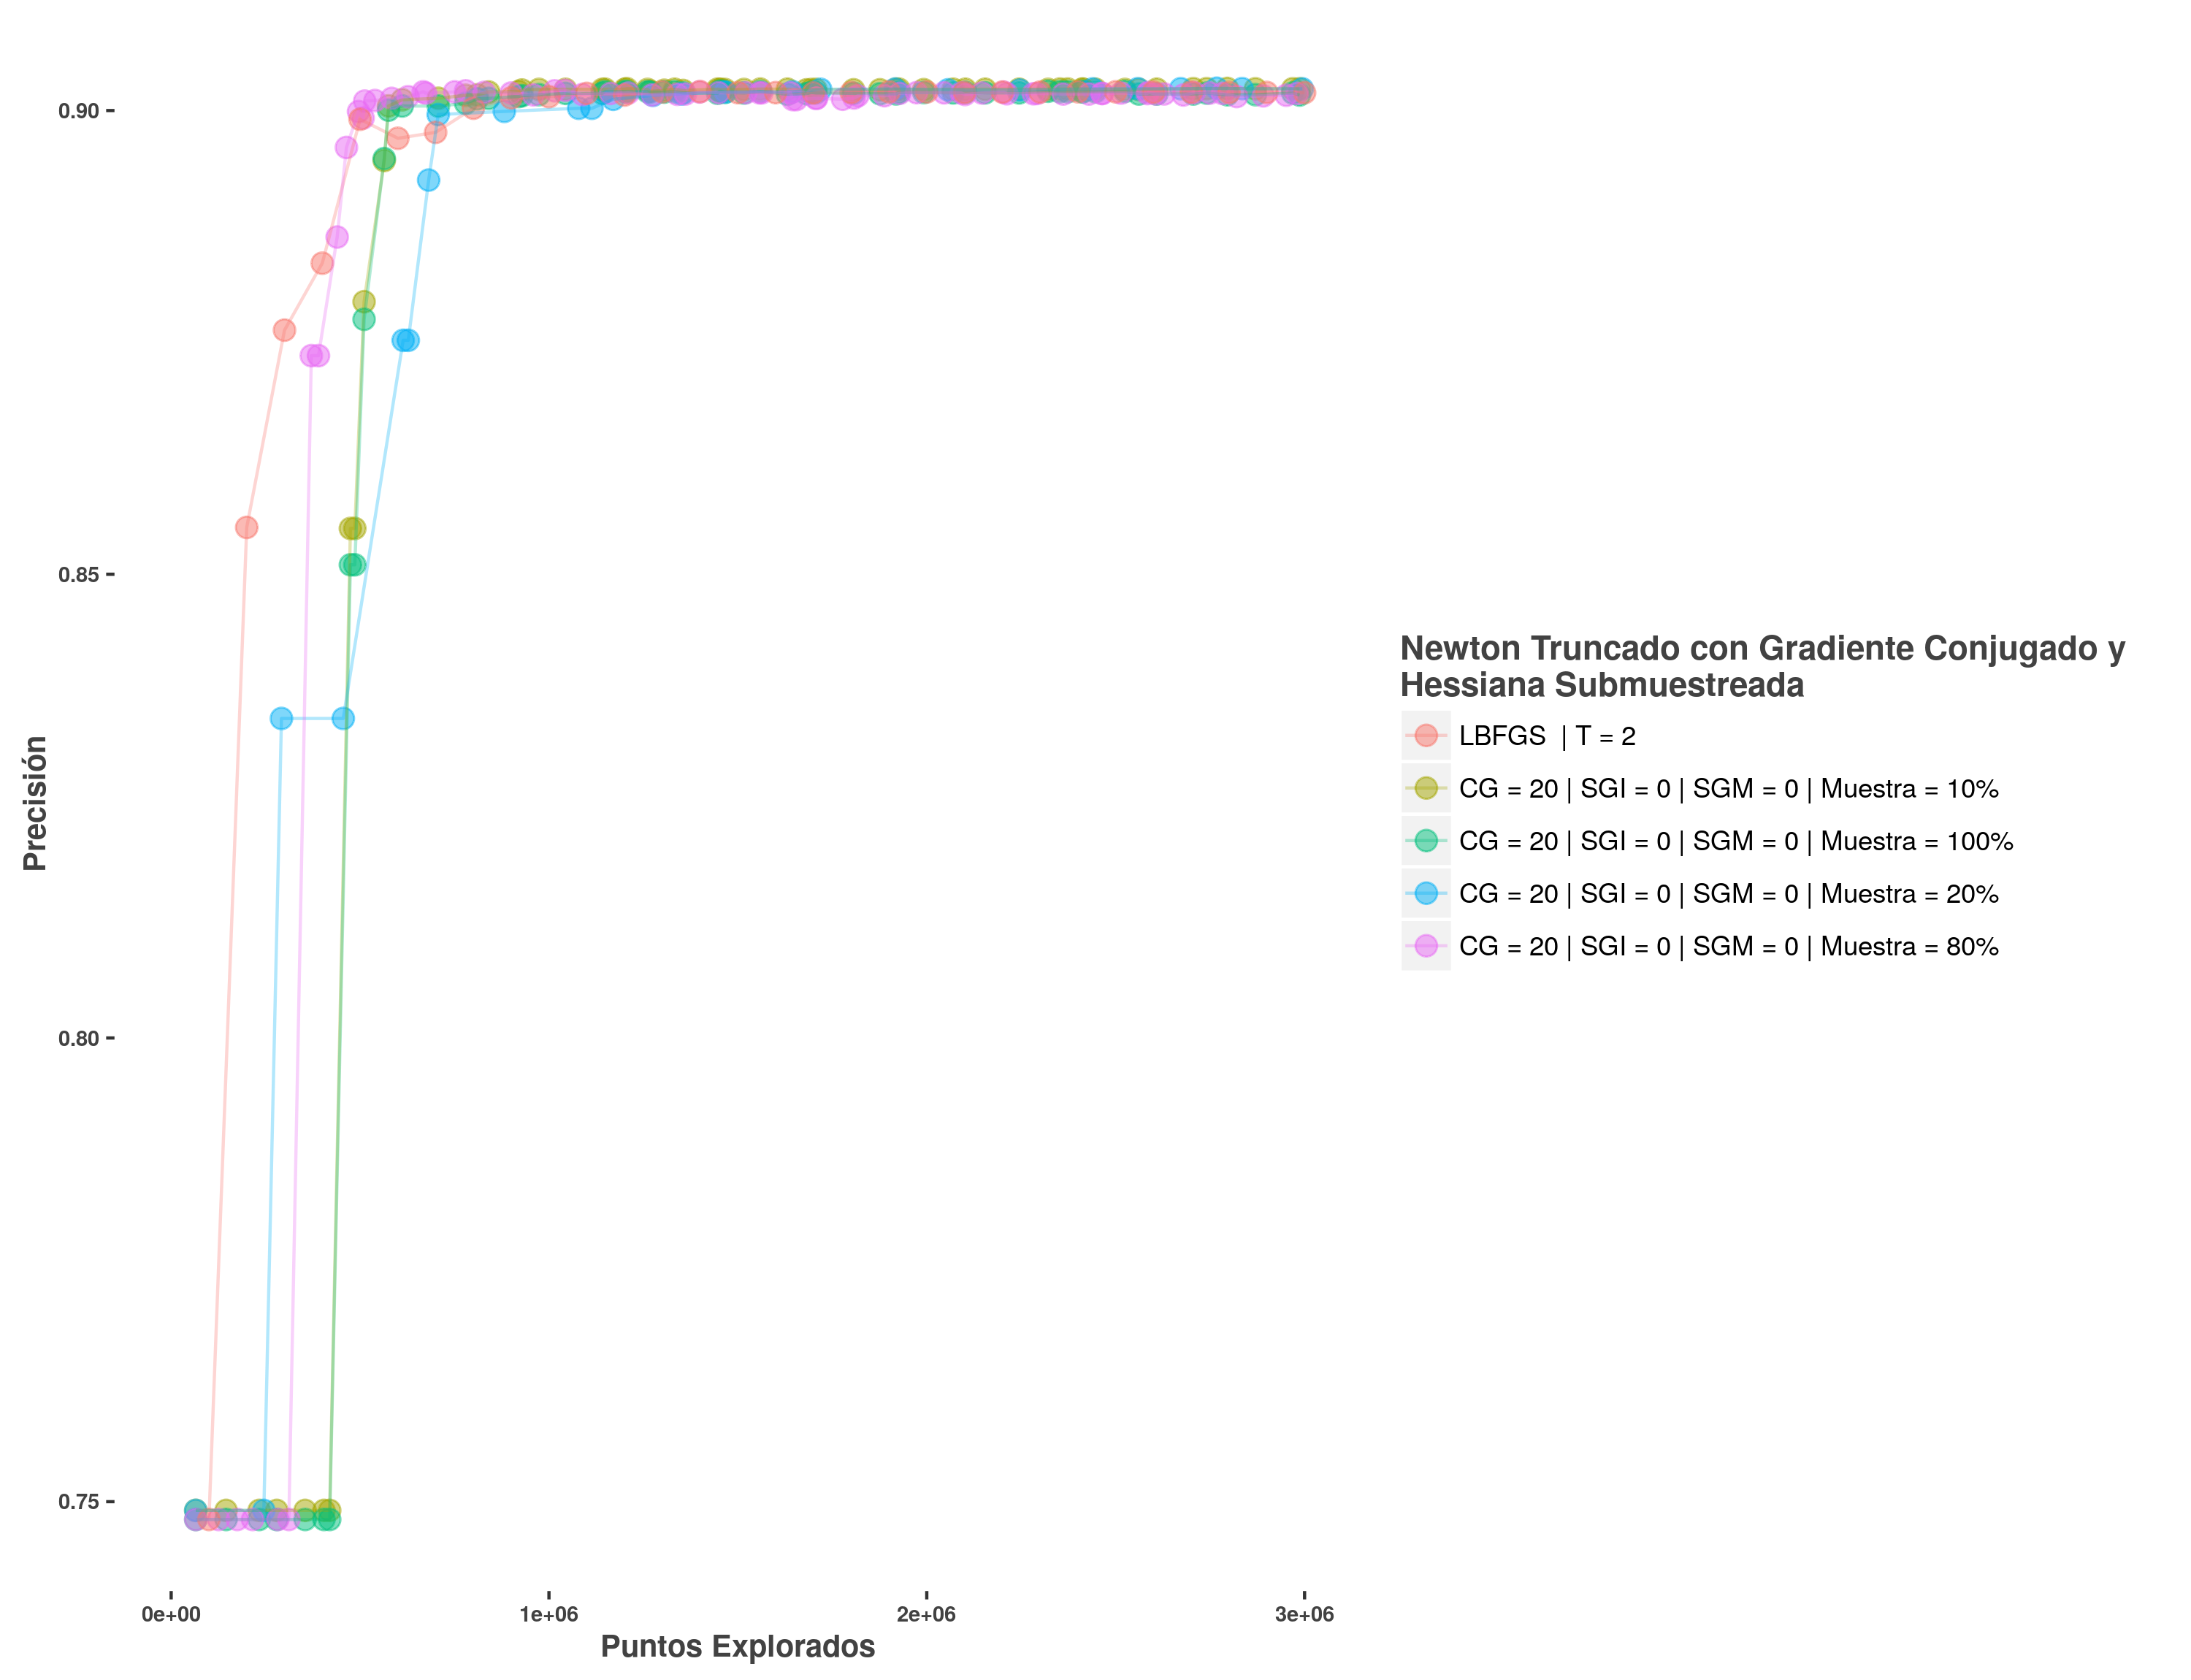 0.90
0.85
0.80
0.75
Precisión
0e+00
1e+06
2e+06
3e+06
Puntos Explorados
Newton Truncado con Gradiente Conjugado y
Hessiana Submuestreada
LBFGS | T = 2
CG = 20 | SGI = 0 | SGM = 0 | Muestra = 10%
CG = 20 | SGI = 0 | SGM = 0 | Muestra = 100%
CG = 20 | SGI = 0 | SGM = 0 | Muestra = 20%
CG = 20 | SGI = 0 | SGM = 0 | Muestra = 80%